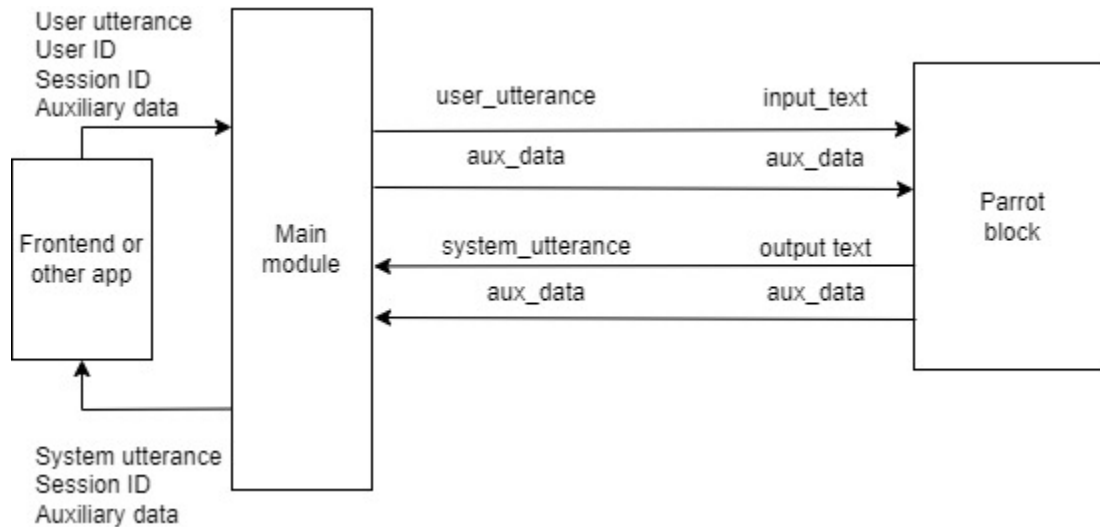 User utterance
User ID
Session ID
Auxiliary data
user_utterance input_text
aux_data aux_data
Frontend or
other app
Main
module
Parrot
block
system_utterance output text
aux_data aux_data
System utterance
Session ID
Auxiliary data